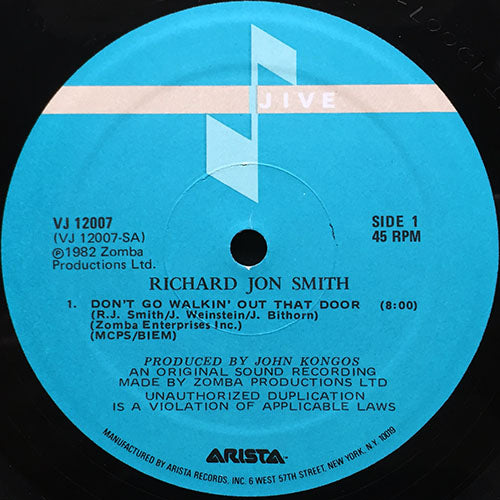 JIVE
VJ 12007
(VJ 12007-SA)
℗1982 Zomba
Productions Ltd.
SIDE 1
45 RPM
RICHARD JON SMITH
1. DON'T GO WALKIN' OUT THAT DOOR (8:00)
(R.J. Smith/J. Weinstein/J. Bithorn)
(Zomba Enterprises Inc.)
(MCPS/BIEM)
PRODUCED BY JOHN KONGOS
AN ORIGINAL SOUND RECORDING
MADE BY ZOMBA PRODUCTIONS LTD
UNAUTHORIZED DUPLICATION
IS A VIOLATION OF APPLICABLE LAWS
ARISTA
MANUFACTURED BY ARISTA RECORDS, INC. 6 WEST 57TH STREET, NEW YORK, N.Y. 10019